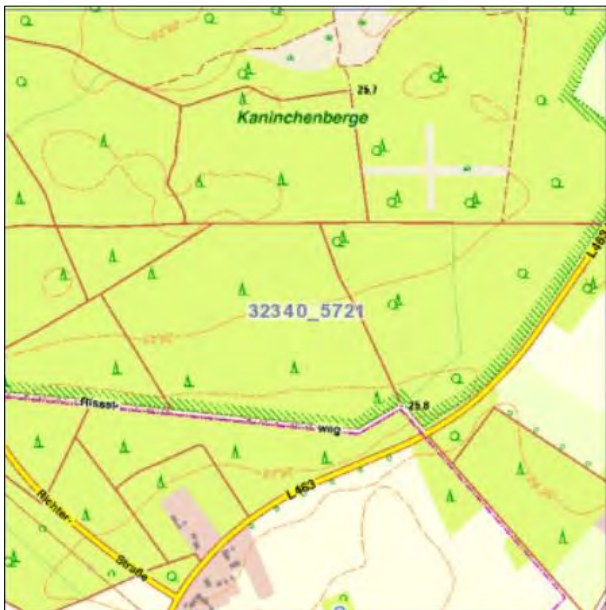 25,7
Kaninchenberge
L463
32340_5721
Rissel-
weg
25,8
L463
Richter-
Straße